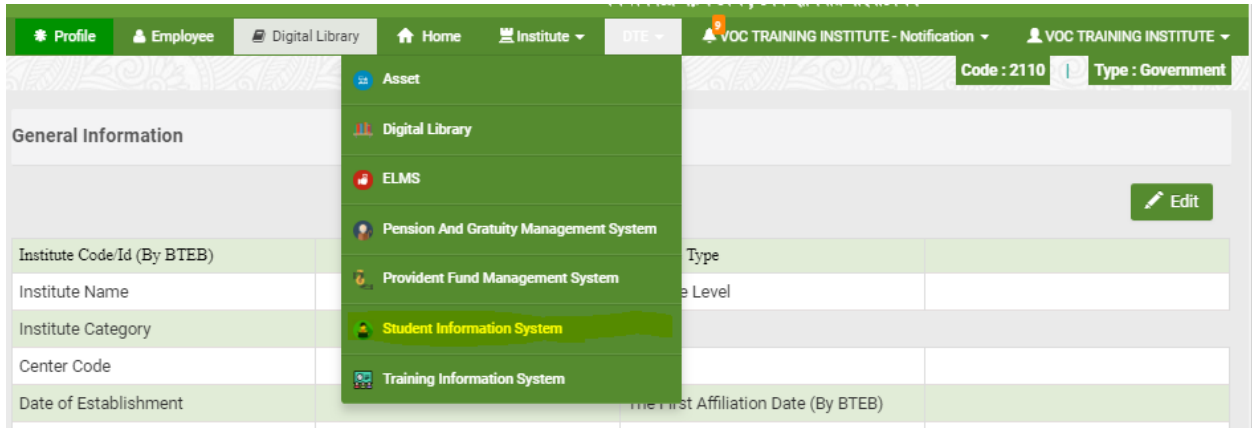 Profile Employee Digital Library Home Institute DTE 9 VOC TRAINING INSTITUTE - Notification VOC TRAINING INSTITUTE
Code : 2110 | Type : Government
Asset
General Information
Digital Library
ELMS
Edit
Pension And Gratuity Management System
Institute Code/Id (By BTEB) Type
Provident Fund Management System
Institute Name Level
Institute Category
Student Information System
Center Code
Training Information System
Date of Establishment The First Affiliation Date (By BTEB)